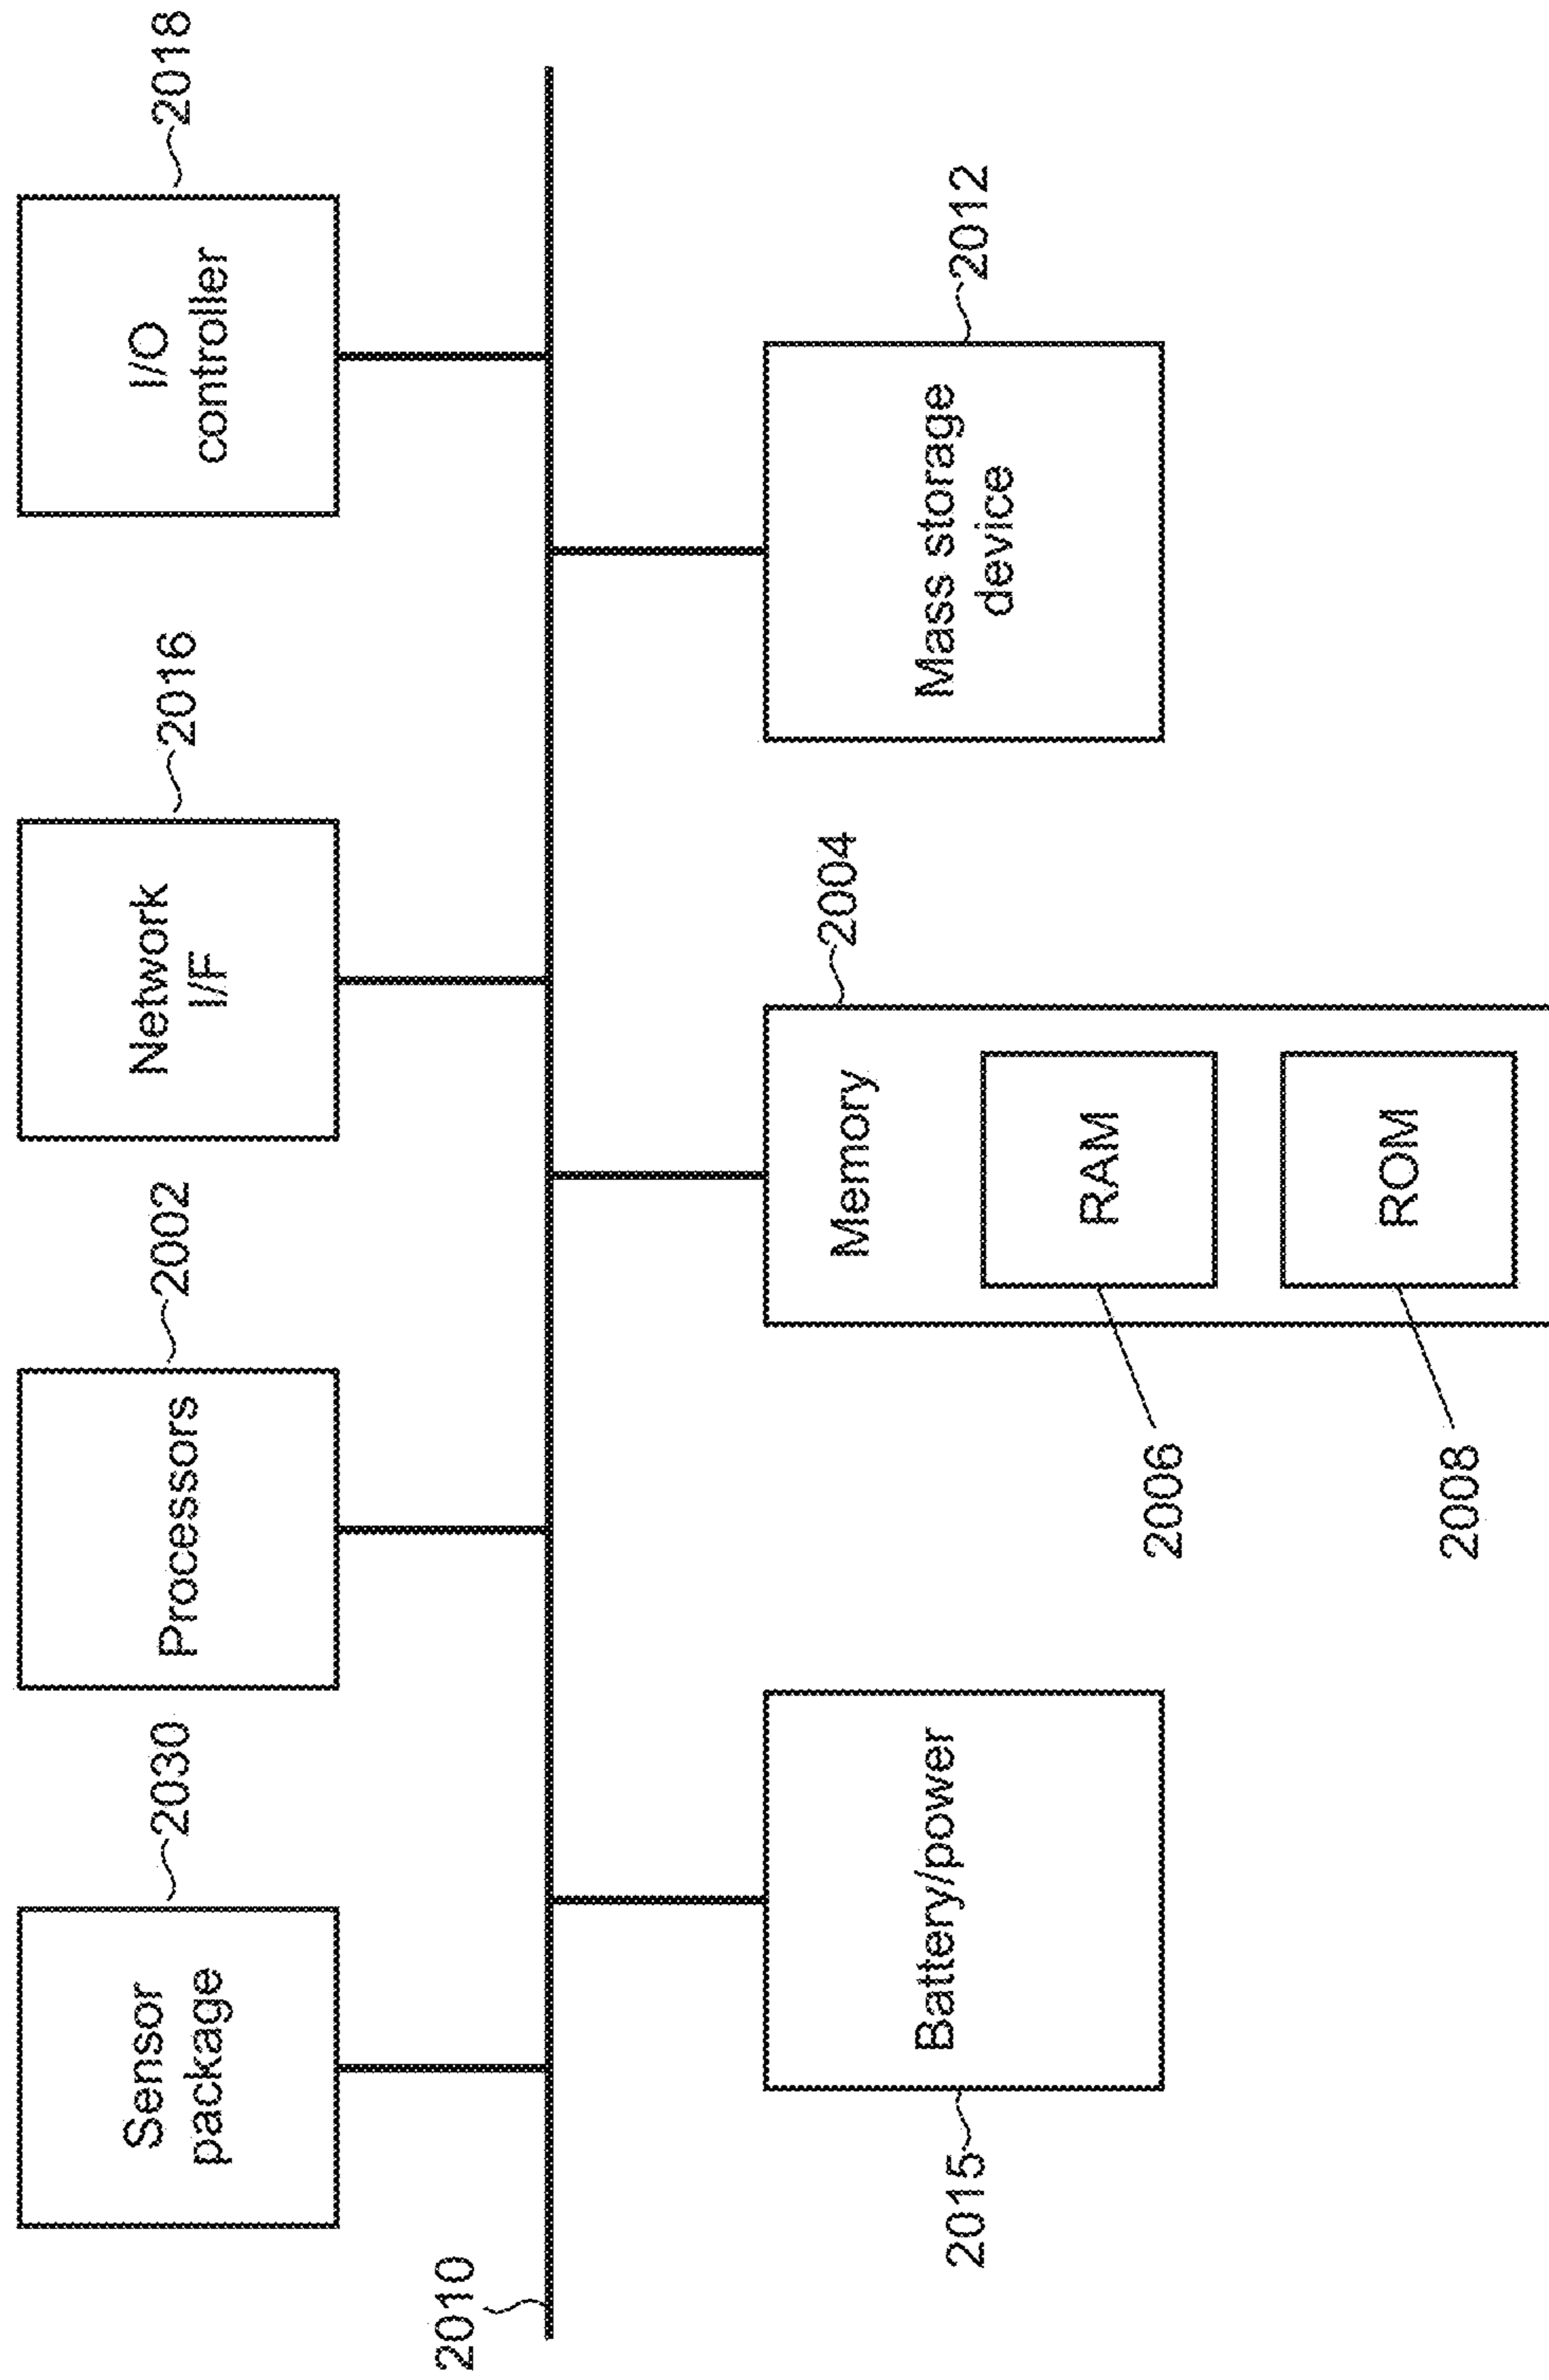 2030
2002
2016
2018
Sensor
package
Processors
Network
I/F
I/O
controller
2010
2004
2012
2015
Battery/power
Memory
Mass storage
device
RAM
2006
ROM
2008